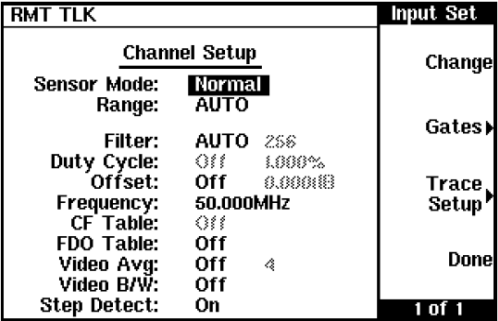 RMT TLK
Input Set
Channel Setup
Change
Sensor Mode: Normal
Range: AUTO
Gates
Filter: AUTO 256
Duty Cycle: Off 1.000%
Offset: Off 0.000dB
Trace
Setup
Frequency: 50.000MHz
CF Table: Off
FDO Table: Off
Video Avg: Off 4
Done
Video B/W: Off
Step Detect: On
1 of 1